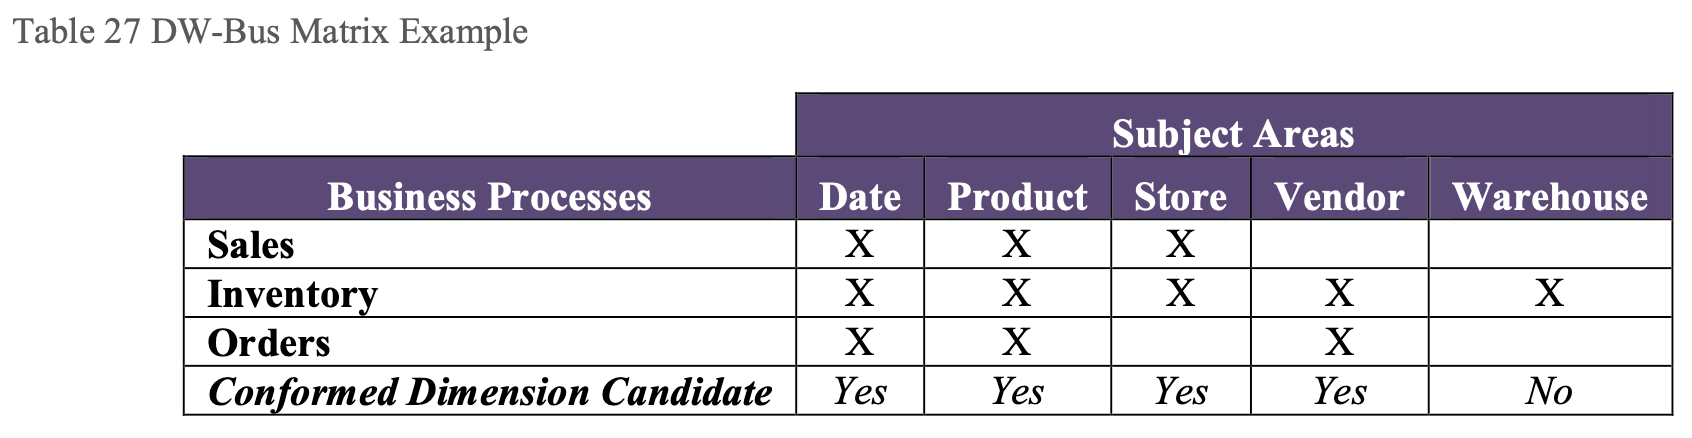 Table 27 DW-Bus Matrix Example
Subject Areas
Business Processes Date Product Store Vendor Warehouse
Sales X X X
Inventory X X X X X
Orders X X X
Conformed Dimension Candidate Yes Yes Yes Yes No